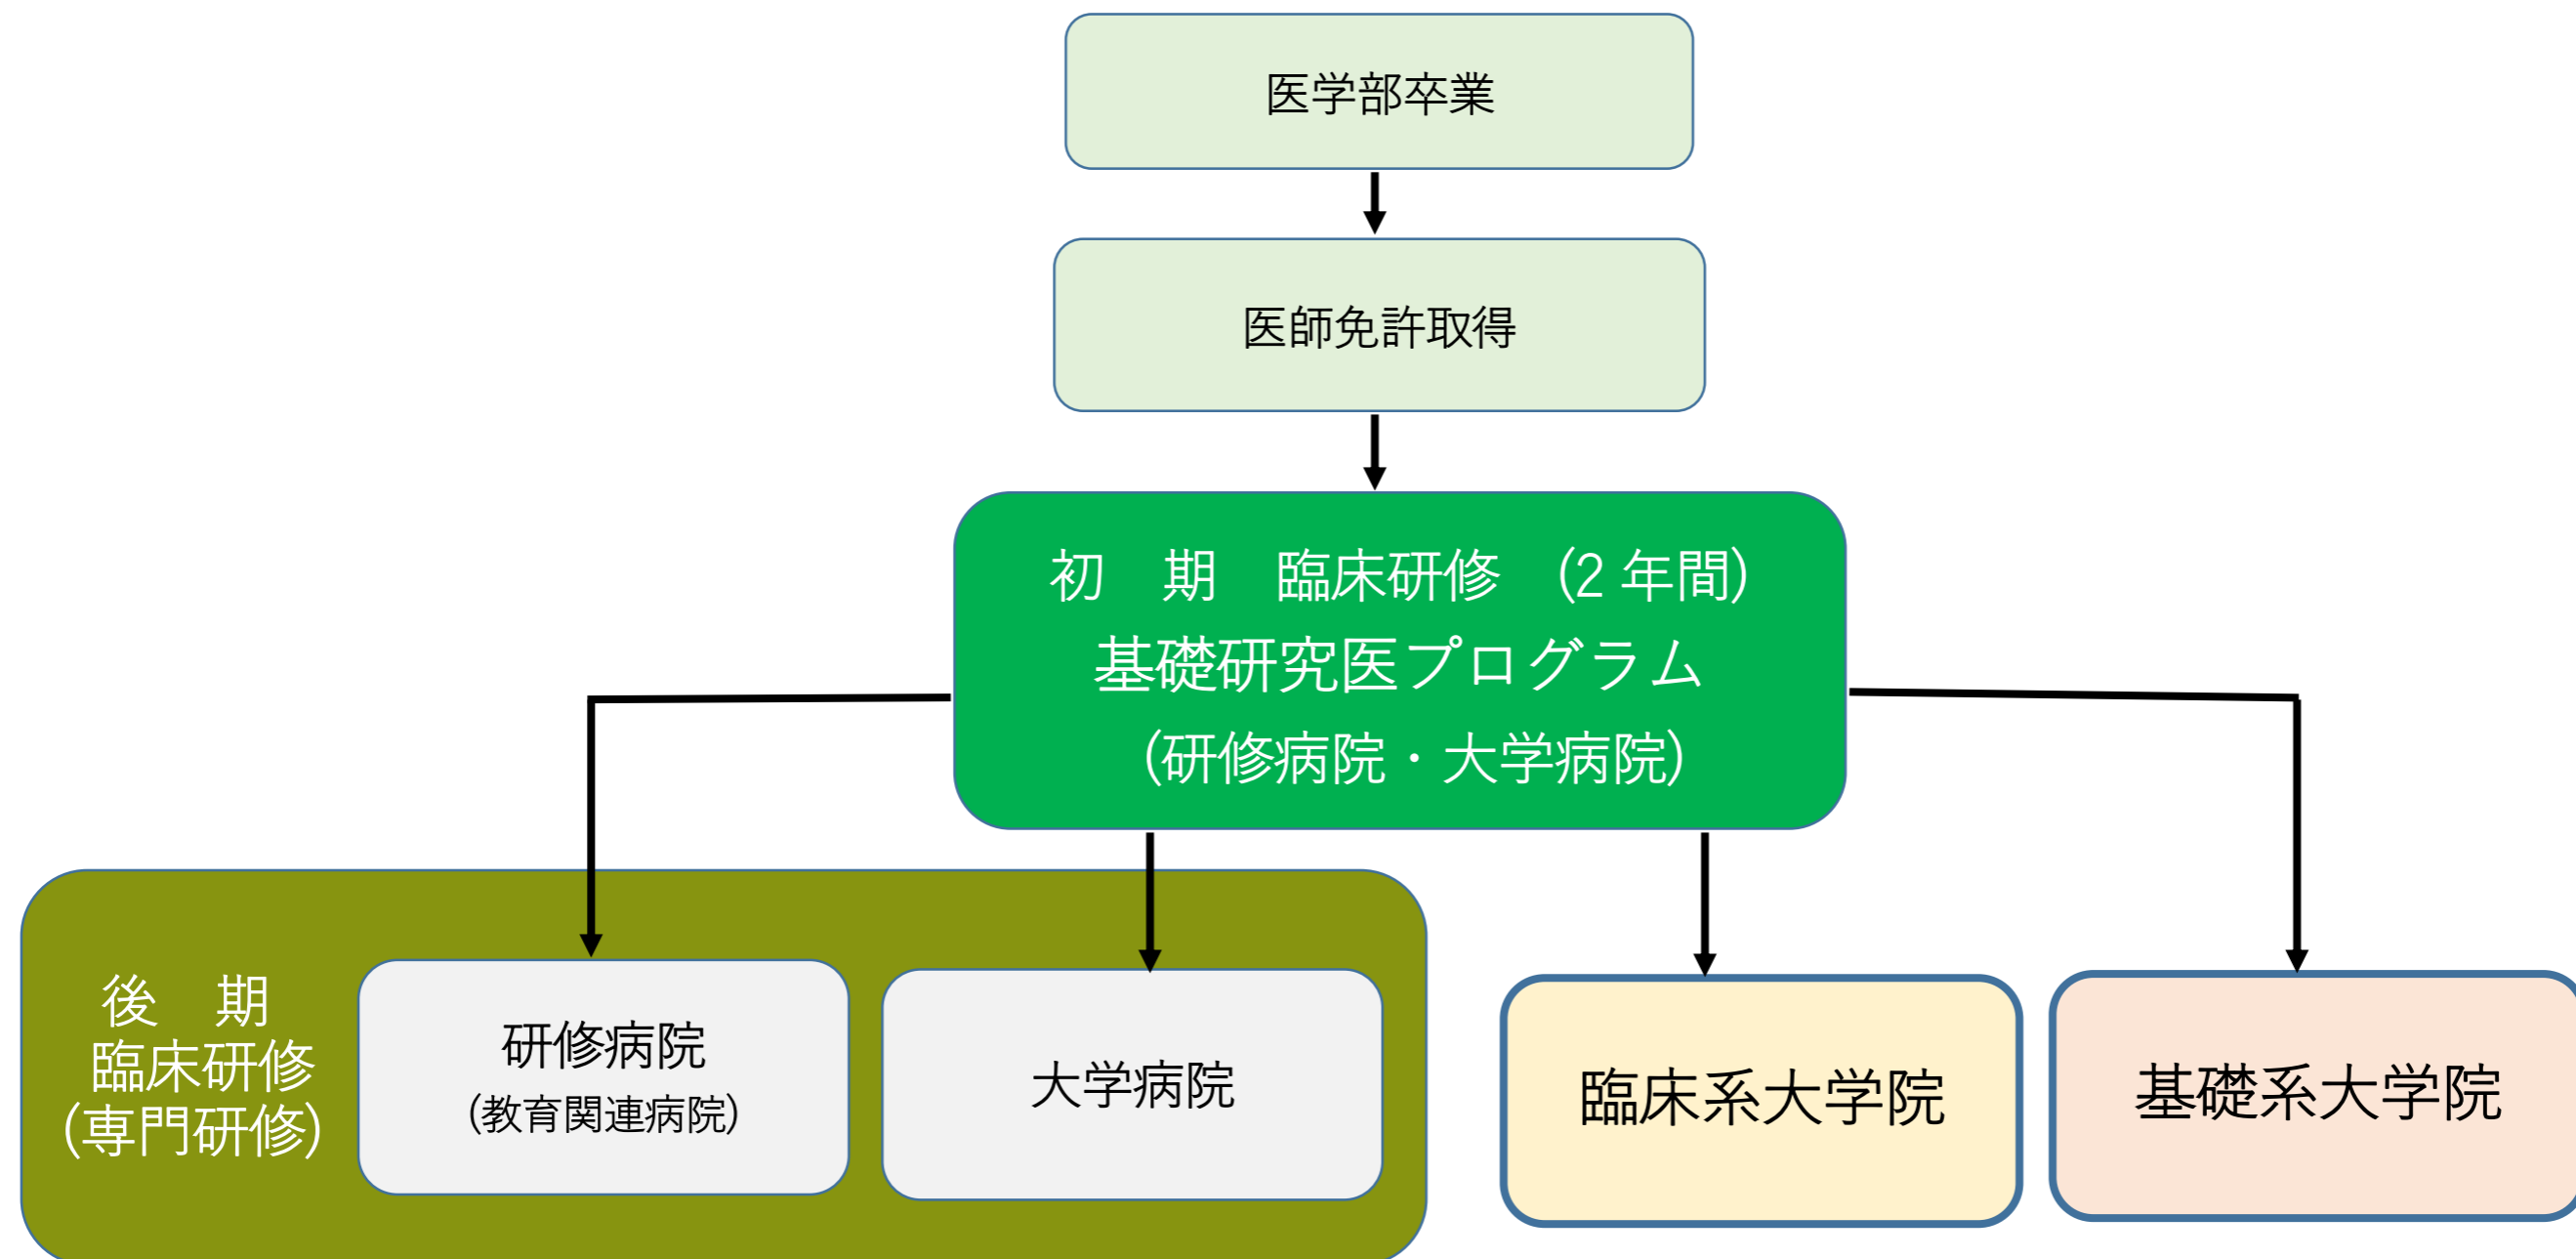 医学部卒業
医師免許取得
初　期　臨床研修　(2 年間)
基礎研究医プログラム
(研修病院・大学病院)
後　期
臨床研修
(専門研修)
研修病院
(教育関連病院)
大学病院
臨床系大学院
基礎系大学院